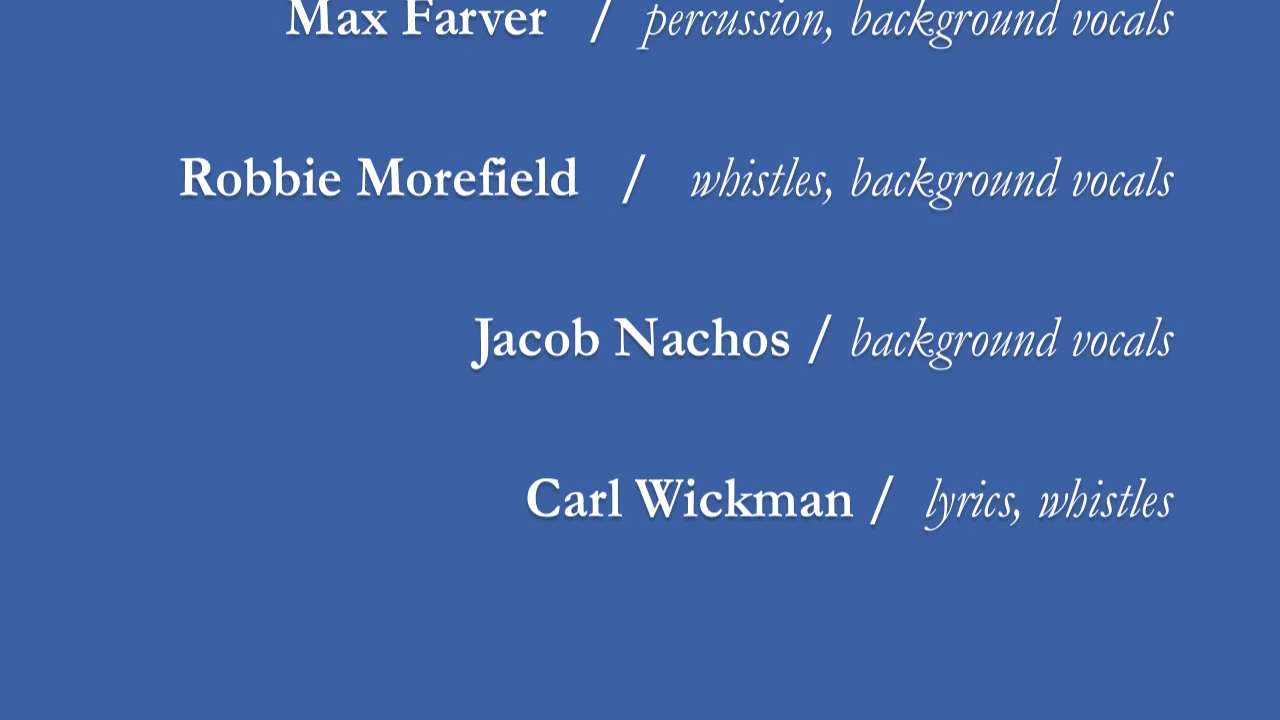 Max Farver / percussion, background vocals
Robbie Morefield / whistles, background vocals
Jacob Nachos / background vocals
Carl Wickman / lyrics, whistles